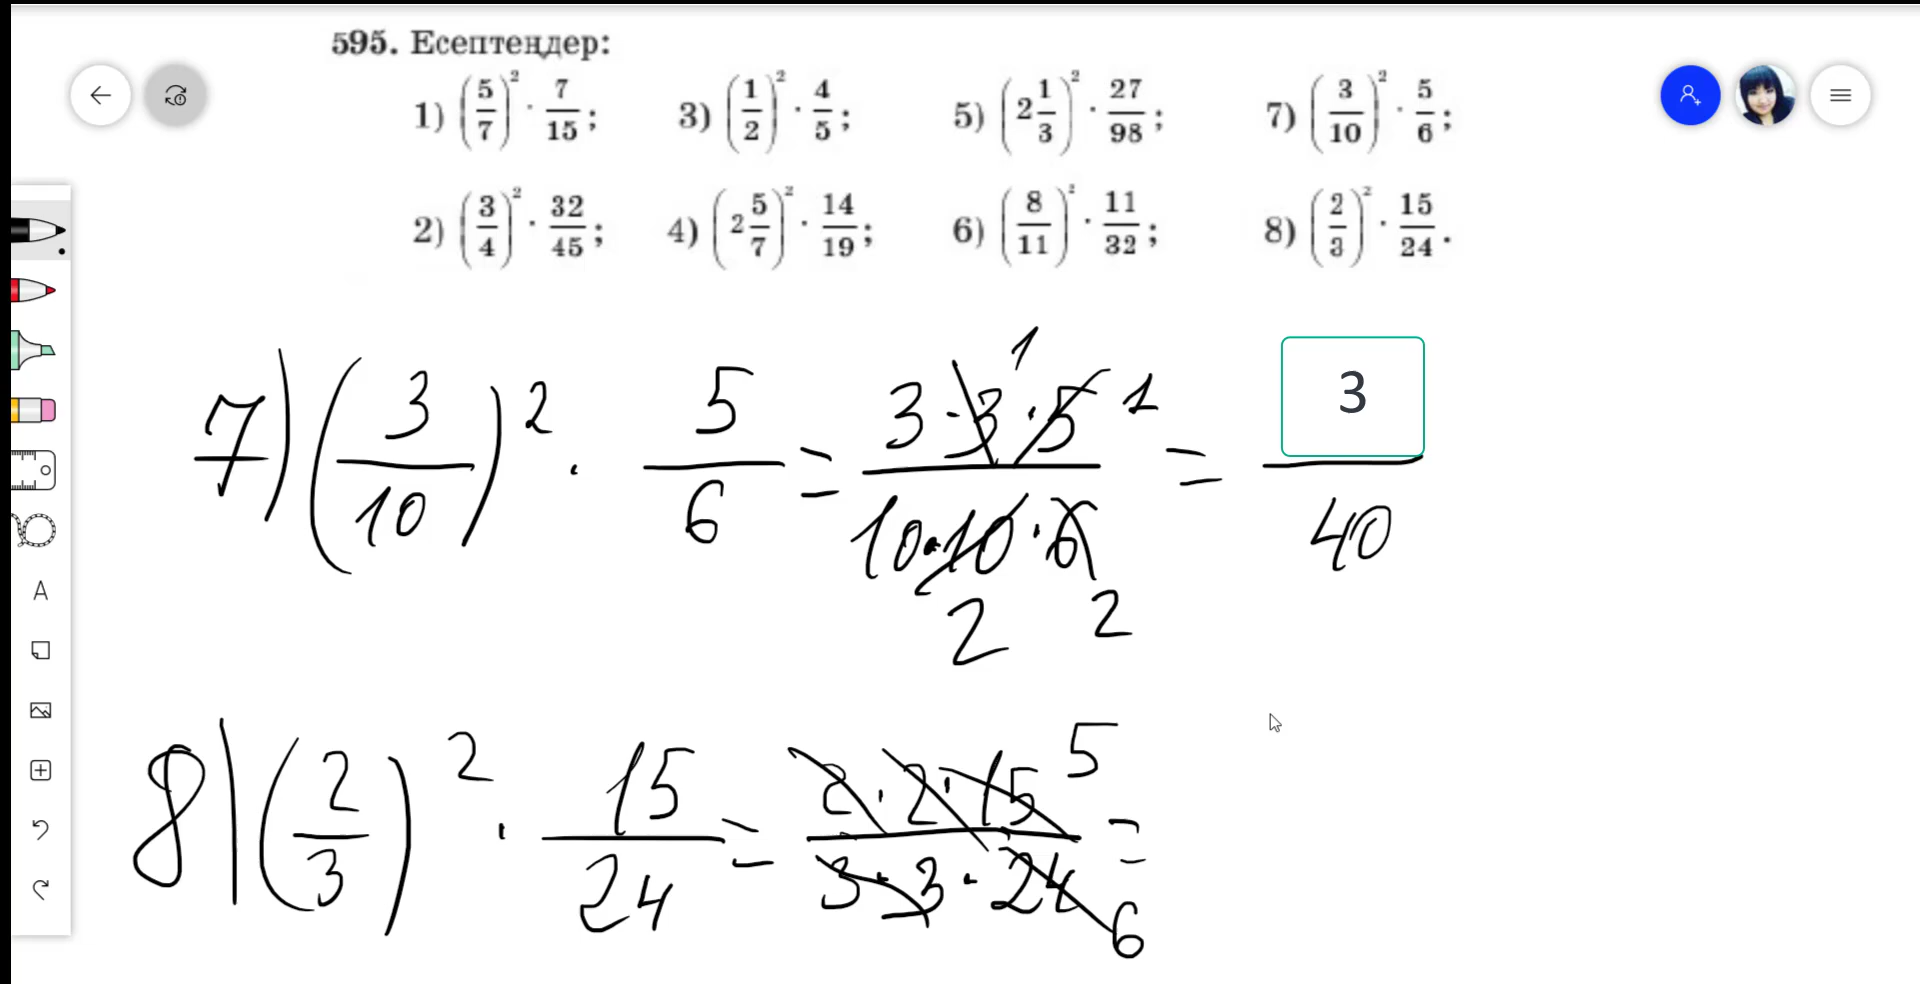 595. Есептеңдер:
1) (5/7)² · 7/15; 3) (1/2)² · 4/5; 5) (2 1/3)² · 27/98; 7) (3/10)² · 5/6;
2) (3/4)² · 32/45; 4) (2 5/7)² · 14/19; 6) (8/11)² · 11/32; 8) (2/3)² · 15/24.
7) (3/10)² · 5/6 = 3·3·5/10·10·6 = 3/40
1 1
2 2
8) (2/3)² · 15/24 = 2·2·15/3·3·24 =
5
6
A